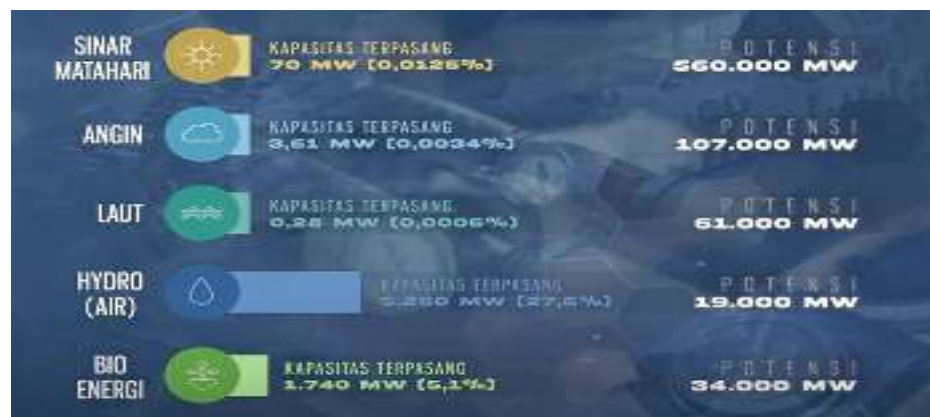 SINAR
MATAHARI
KAPASITAS TERPASANG
70 MW [0,0125%]
POTENSI
560.000 MW
ANGIN
KAPASITAS TERPASANG
3,61 MW [0,0034%]
POTENSI
107.000 MW
LAUT
KAPASITAS TERPASANG
0,28 MW [0,0006%]
POTENSI
61.000 MW
HYDRO
(AIR)
KAPASITAS TERPASANG
MW
POTENSI
19.000 MW
BIO
ENERGI
KAPASITAS TERPASANG
1.740 MW [5,1%]
POTENSI
34.000 MW